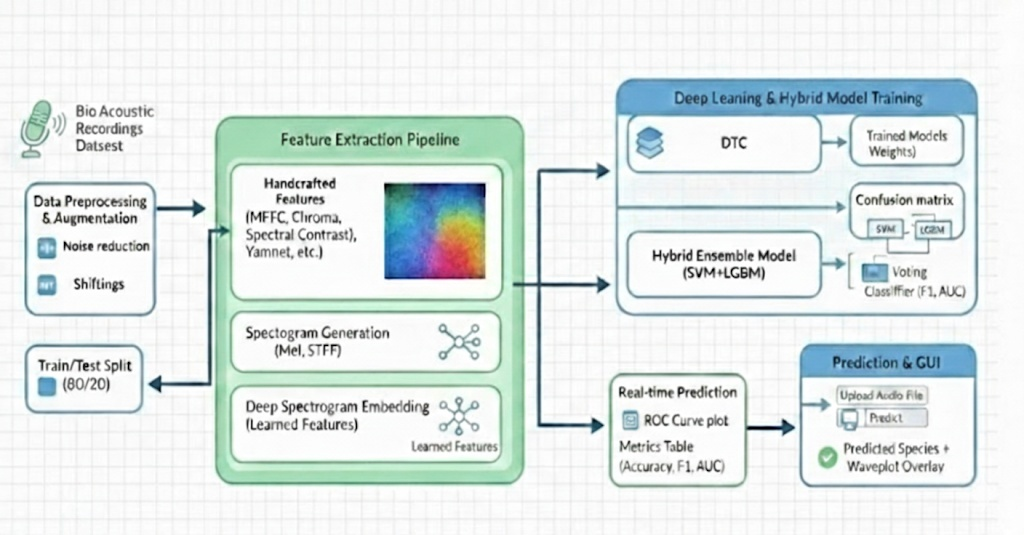 Bio Acoustic
Recordings
Datsest
Data Preprocessing
& Augmentation
Noise reduction
Shiftings
Train/Test Split
(80/20)
Feature Extraction Pipeline
Handcrafted
Features
(MFFC, Chroma,
Spectral Contrast),
Yamnet, etc.)
Spectogram Generation
(Mel, STFF)
Deep Spectrogram Embedding
(Learned Features)
Learned Features
Deep Leaning & Hybrid Model Training
DTC
Trained Models
Weights)
Confusion matrix
SVM
LGBM
Hybrid Ensemble Model
(SVM+LGBM)
Voting
Classiffier (F1, AUC)
Real-time Prediction
ROC Curve plot
Metrics Table
(Accuracy, F1, AUC)
Prediction & GUI
Upload Audio File
Predict
Predicted Species +
Waveplot Overlay